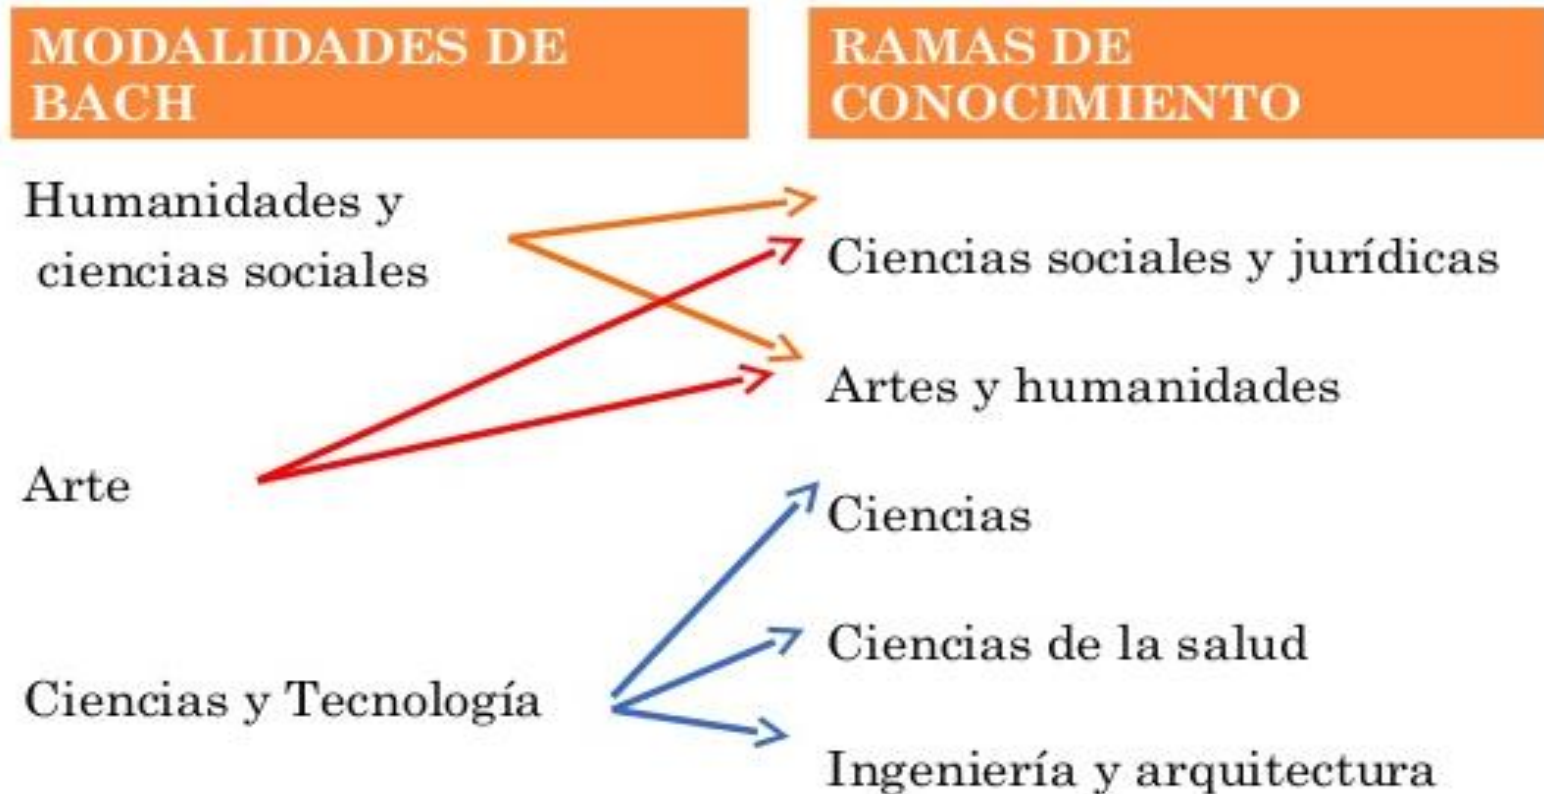 MODALIDADES DE
BACH
Humanidades y
ciencias sociales
Arte
Ciencias y Tecnología
RAMAS DE
CONOCIMIENTO
Ciencias sociales y jurídicas
Artes y humanidades
Ciencias
Ciencias de la salud
Ingeniería y arquitectura